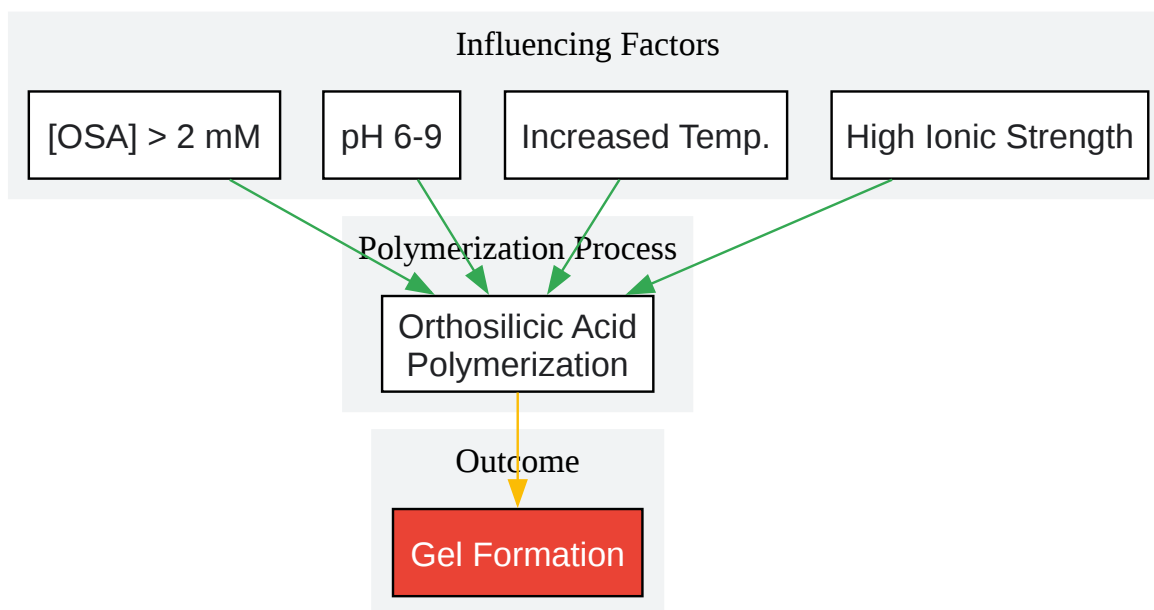 Influencing Factors
[OSA] > 2 mM
pH 6-9
Increased Temp.
High Ionic Strength
Polymerization Process
Orthosilicic Acid
Polymerization
Outcome
Gel Formation